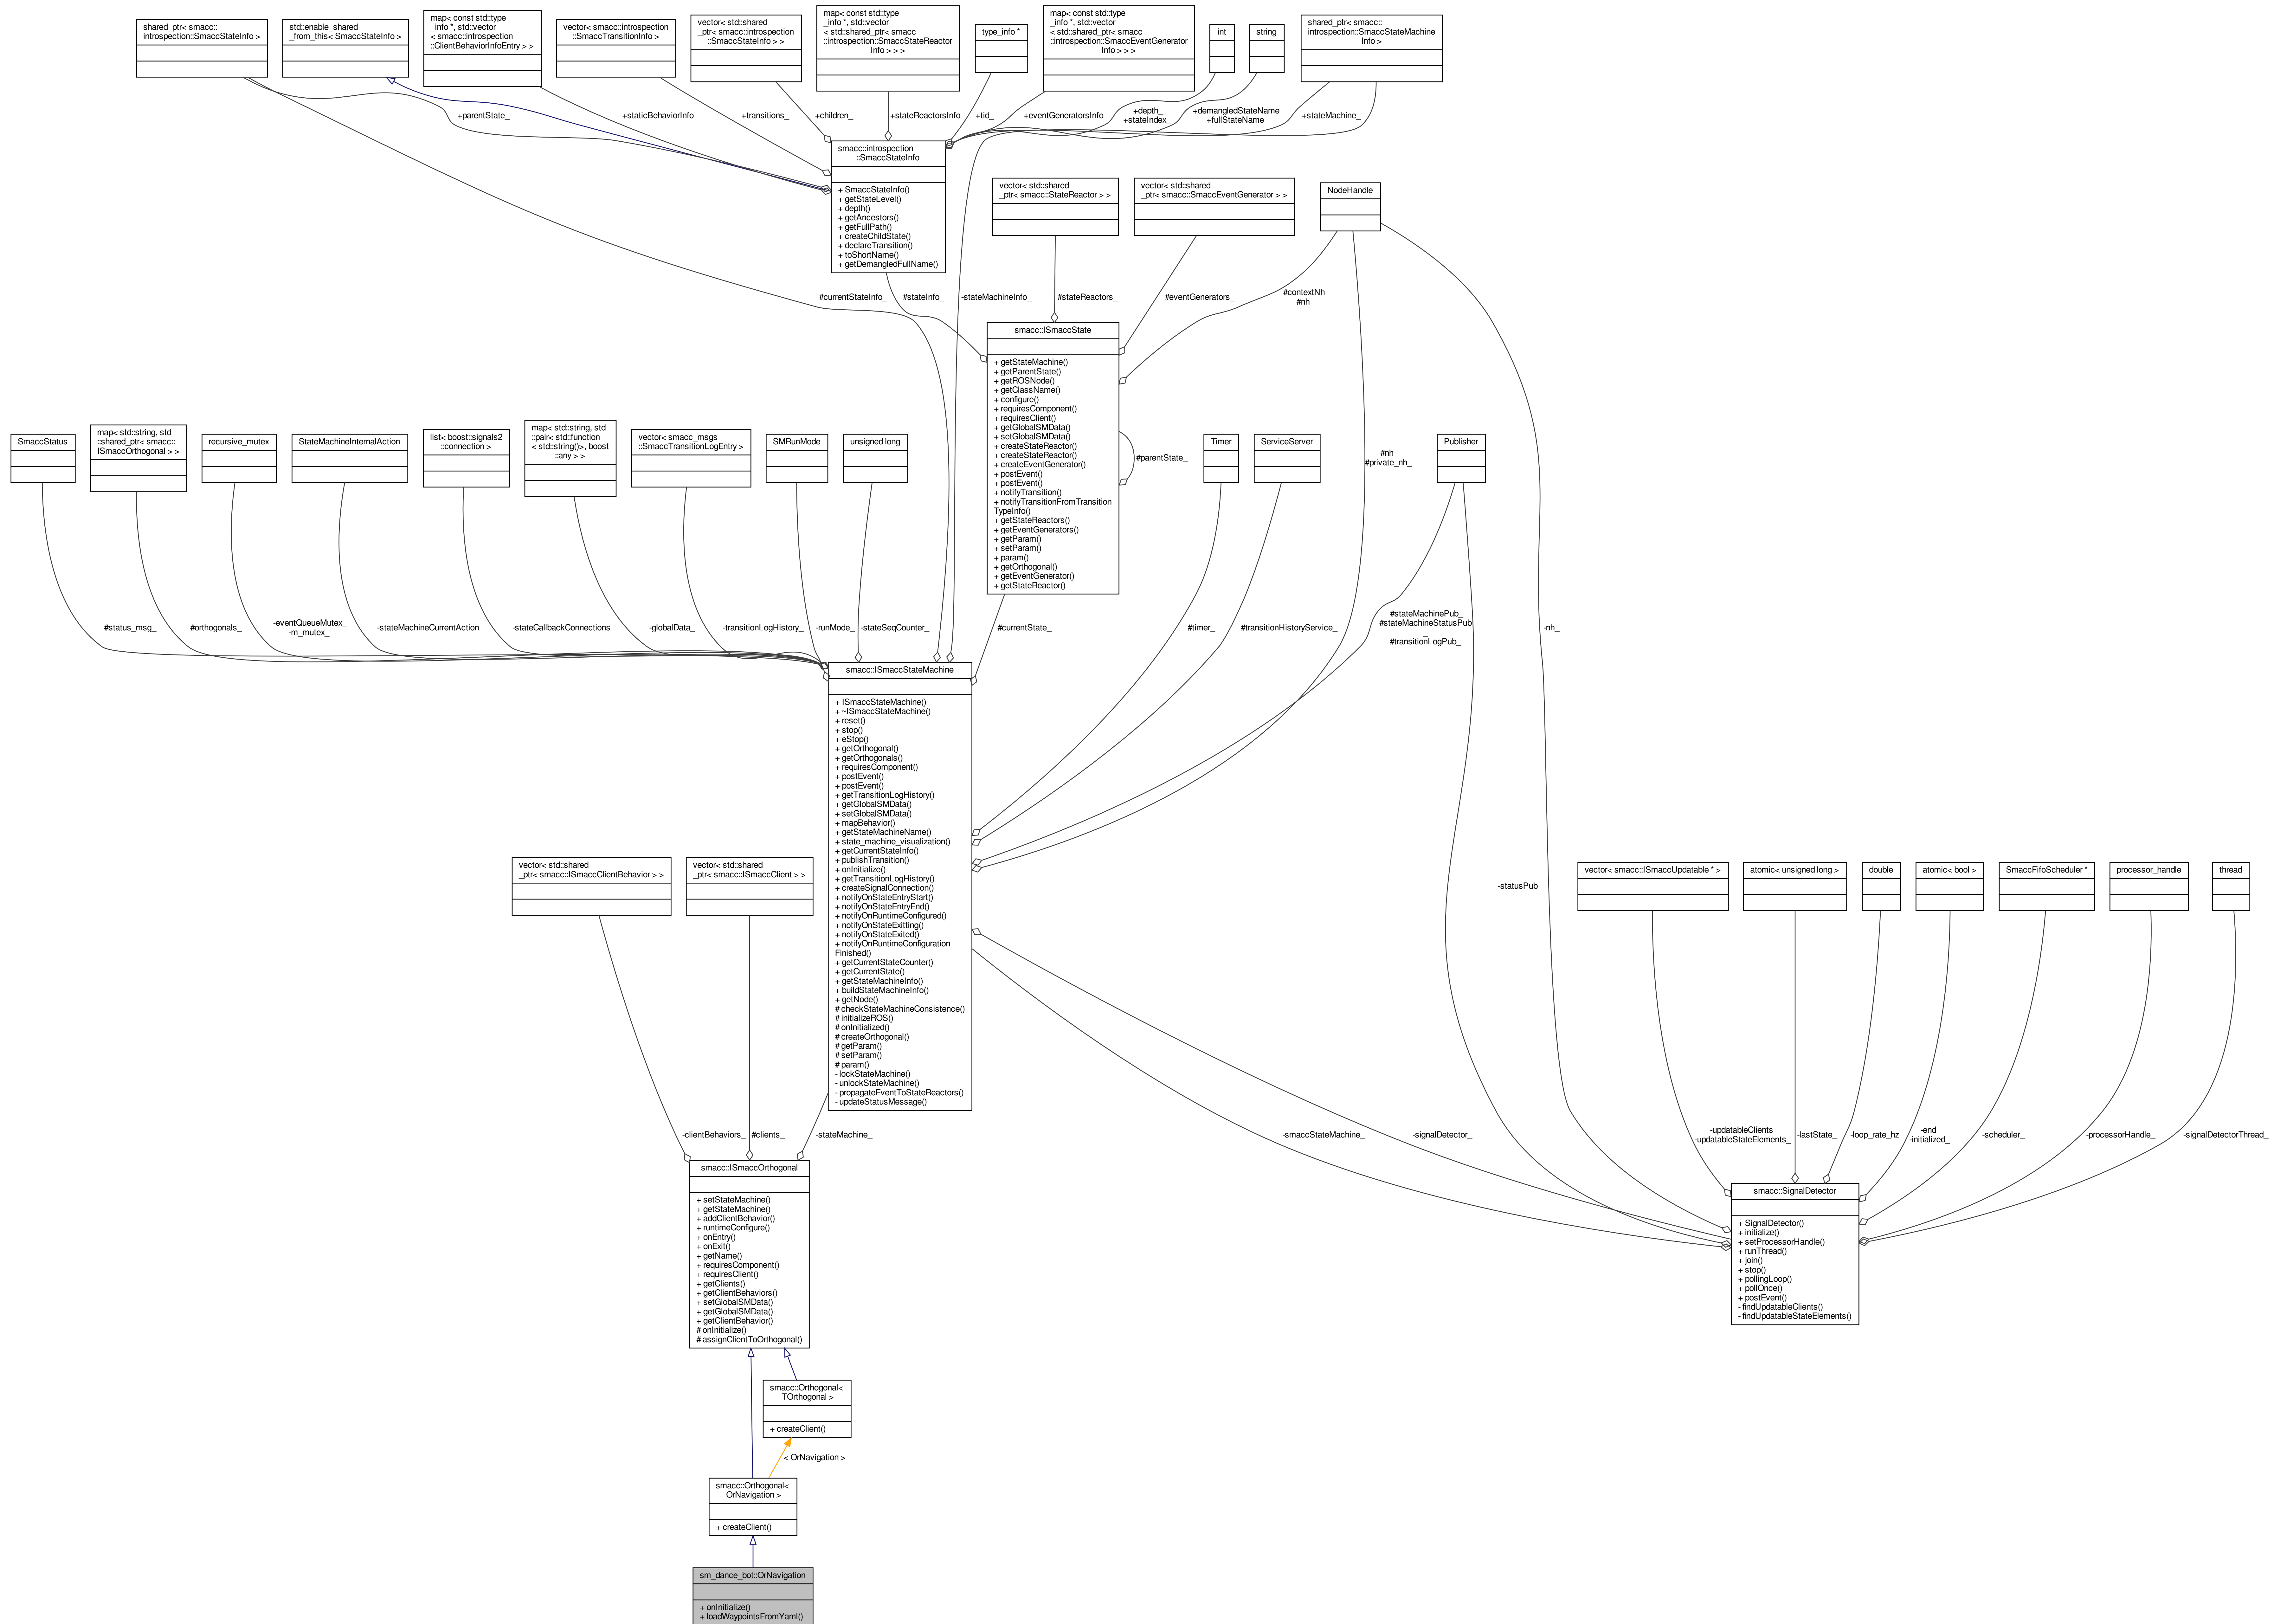 shared_ptr< smacc::
introspection::SmaccStateInfo >
std::enable_shared
_from_this< SmaccStateInfo >
map< const std::type
_info *, std::vector
< smacc::introspection
::ClientBehaviorInfoEntry > >
vector< smacc::introspection
::SmaccTransitionInfo >
vector< std::shared
_ptr< smacc::introspection
::SmaccStateInfo > >
map< const std::type
_info *, std::vector
< std::shared_ptr< smacc
::introspection::SmaccStateReactor
Info > > >
type_info *
map< const std::type
_info *, std::vector
< std::shared_ptr< smacc
::introspection::SmaccEventGenerator
Info > > >
int
string
shared_ptr< smacc::
introspection::SmaccStateMachine
Info >
+parentState_
+staticBehaviorInfo
+transitions_
+children_
+stateReactorsInfo
+tid_
+eventGeneratorsInfo
+depth_
+stateIndex_
+demangledStateName
+fullStateName
+stateMachine_
smacc::introspection
::SmaccStateInfo
+ SmaccStateInfo()
+ getStateLevel()
+ depth()
+ getAncestors()
+ getFullPath()
+ createChildState()
+ declareTransition()
+ toShortName()
+ getDemangledFullName()
vector< std::shared
_ptr< smacc::StateReactor > >
vector< std::shared
_ptr< smacc::SmaccEventGenerator > >
NodeHandle
#currentStateInfo_
#stateInfo_
-stateMachineInfo_
#stateReactors_
#eventGenerators_
#contextNh
#nh
smacc::ISmaccState
+ getStateMachine()
+ getParentState()
+ getROSNode()
+ getClassName()
+ configure()
+ requiresComponent()
+ requiresClient()
+ getGlobalSMData()
+ setGlobalSMData()
+ createStateReactor()
+ createStateReactor()
+ createEventGenerator()
+ postEvent()
+ postEvent()
+ notifyTransition()
+ notifyTransitionFromTransition
TypeInfo()
+ getStateReactors()
+ getEventGenerators()
+ getParam()
+ setParam()
+ param()
+ getOrthogonal()
+ getEventGenerator()
+ getStateReactor()
#parentState_
SmaccStatus
map< std::string, std
::shared_ptr< smacc::
ISmaccOrthogonal > >
recursive_mutex
StateMachineInternalAction
list< boost::signals2
::connection >
map< std::string, std
::pair< std::function
< std::string()>, boost
::any > >
vector< smacc_msgs
::SmaccTransitionLogEntry >
SMRunMode
unsigned long
Timer
ServiceServer
#nh_
#private_nh_
Publisher
#status_msg_
#orthogonals_
-eventQueueMutex_
-m_mutex_
-stateMachineCurrentAction
-stateCallbackConnections
-globalData_
-transitionLogHistory_
-runMode_
-stateSeqCounter_
#currentState_
#timer_
#transitionHistoryService_
#stateMachinePub_
#stateMachineStatusPub
_
#transitionLogPub_
-nh_
smacc::ISmaccStateMachine
+ ISmaccStateMachine()
+ ~ISmaccStateMachine()
+ reset()
+ stop()
+ eStop()
+ getOrthogonal()
+ getOrthogonals()
+ requiresComponent()
+ postEvent()
+ postEvent()
+ getTransitionLogHistory()
+ getGlobalSMData()
+ setGlobalSMData()
+ mapBehavior()
+ getStateMachineName()
+ state_machine_visualization()
+ getCurrentStateInfo()
+ publishTransition()
+ onInitialize()
+ getTransitionLogHistory()
+ createSignalConnection()
+ notifyOnStateEntryStart()
+ notifyOnStateEntryEnd()
+ notifyOnRuntimeConfigured()
+ notifyOnStateExitting()
+ notifyOnStateExited()
+ notifyOnRuntimeConfiguration
Finished()
+ getCurrentStateCounter()
+ getCurrentState()
+ getStateMachineInfo()
+ buildStateMachineInfo()
+ getNode()
# checkStateMachineConsistence()
# initializeROS()
# onInitialized()
# createOrthogonal()
# getParam()
# setParam()
# param()
- lockStateMachine()
- unlockStateMachine()
- propagateEventToStateReactors()
- updateStatusMessage()
vector< std::shared
_ptr< smacc::ISmaccClientBehavior > >
vector< std::shared
_ptr< smacc::ISmaccClient > >
-statusPub_
vector< smacc::ISmaccUpdatable * >
atomic< unsigned long >
double
atomic< bool >
SmaccFifoScheduler *
processor_handle
thread
-clientBehaviors_
#clients_
-stateMachine_
-smaccStateMachine_
-signalDetector_
-updatableClients_
-updatableStateElements_
-lastState_
-loop_rate_hz
-end_
-initialized_
-scheduler_
-processorHandle_
-signalDetectorThread_
smacc::ISmaccOrthogonal
+ setStateMachine()
+ getStateMachine()
+ addClientBehavior()
+ runtimeConfigure()
+ onEntry()
+ onExit()
+ getName()
+ requiresComponent()
+ requiresClient()
+ getClients()
+ getClientBehaviors()
+ setGlobalSMData()
+ getGlobalSMData()
+ getClientBehavior()
# onInitialize()
# assignClientToOrthogonal()
smacc::SignalDetector
+ SignalDetector()
+ initialize()
+ setProcessorHandle()
+ runThread()
+ join()
+ stop()
+ pollingLoop()
+ pollOnce()
+ postEvent()
- findUpdatableClients()
- findUpdatableStateElements()
smacc::Orthogonal<
TOrthogonal >
+ createClient()
< OrNavigation >
smacc::Orthogonal<
OrNavigation >
+ createClient()
sm_dance_bot::OrNavigation
+ onInitialize()
+ loadWaypointsFromYaml()